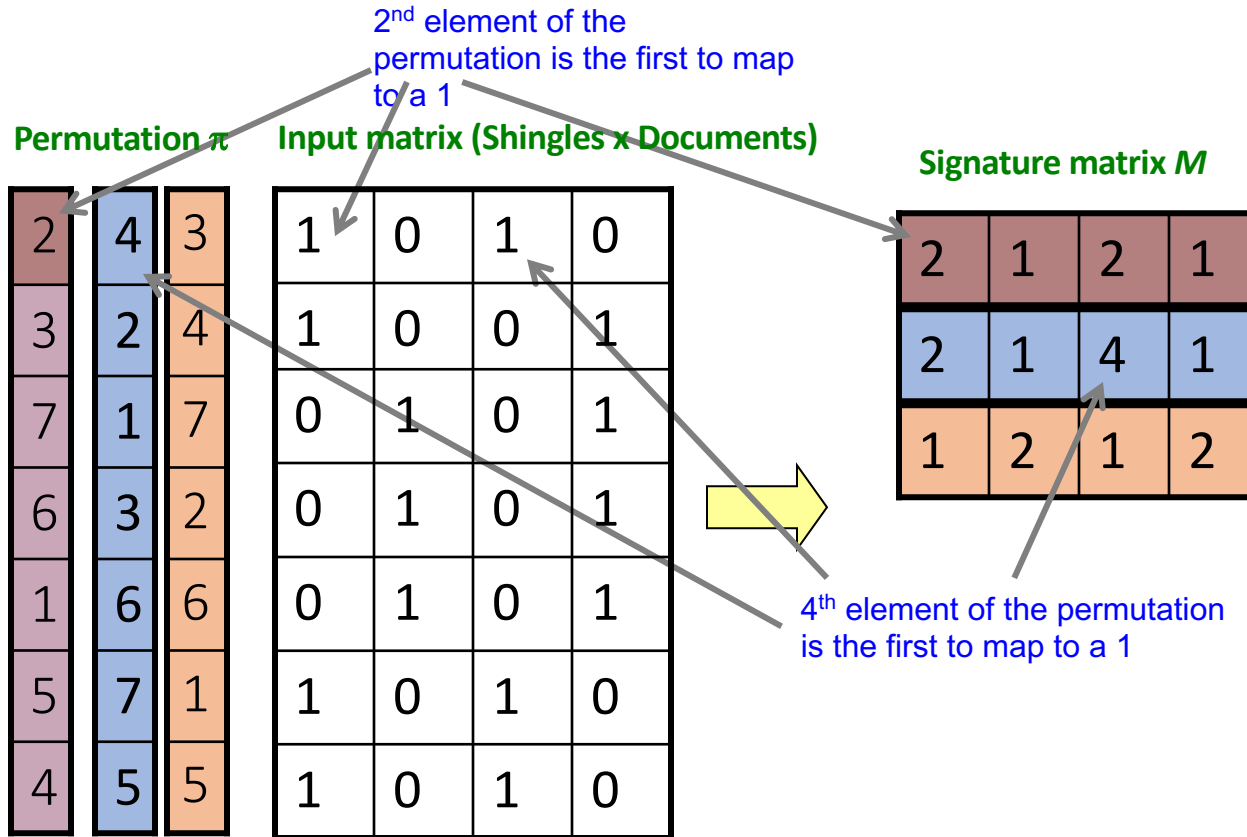 2nd element of the
permutation is the first to map
to a 1
Permutation π
Input matrix (Shingles x Documents)
Signature matrix M
2 4 3 1 0 1 0
3 2 4 1 0 0 1
7 1 7 0 1 0 1
6 3 2 0 1 0 1
1 6 6 0 1 0 1
5 7 1 1 0 1 0
4 5 5 1 0 1 0
2 1 2 1
2 1 4 1
1 2 1 2
4th element of the permutation
is the first to map to a 1